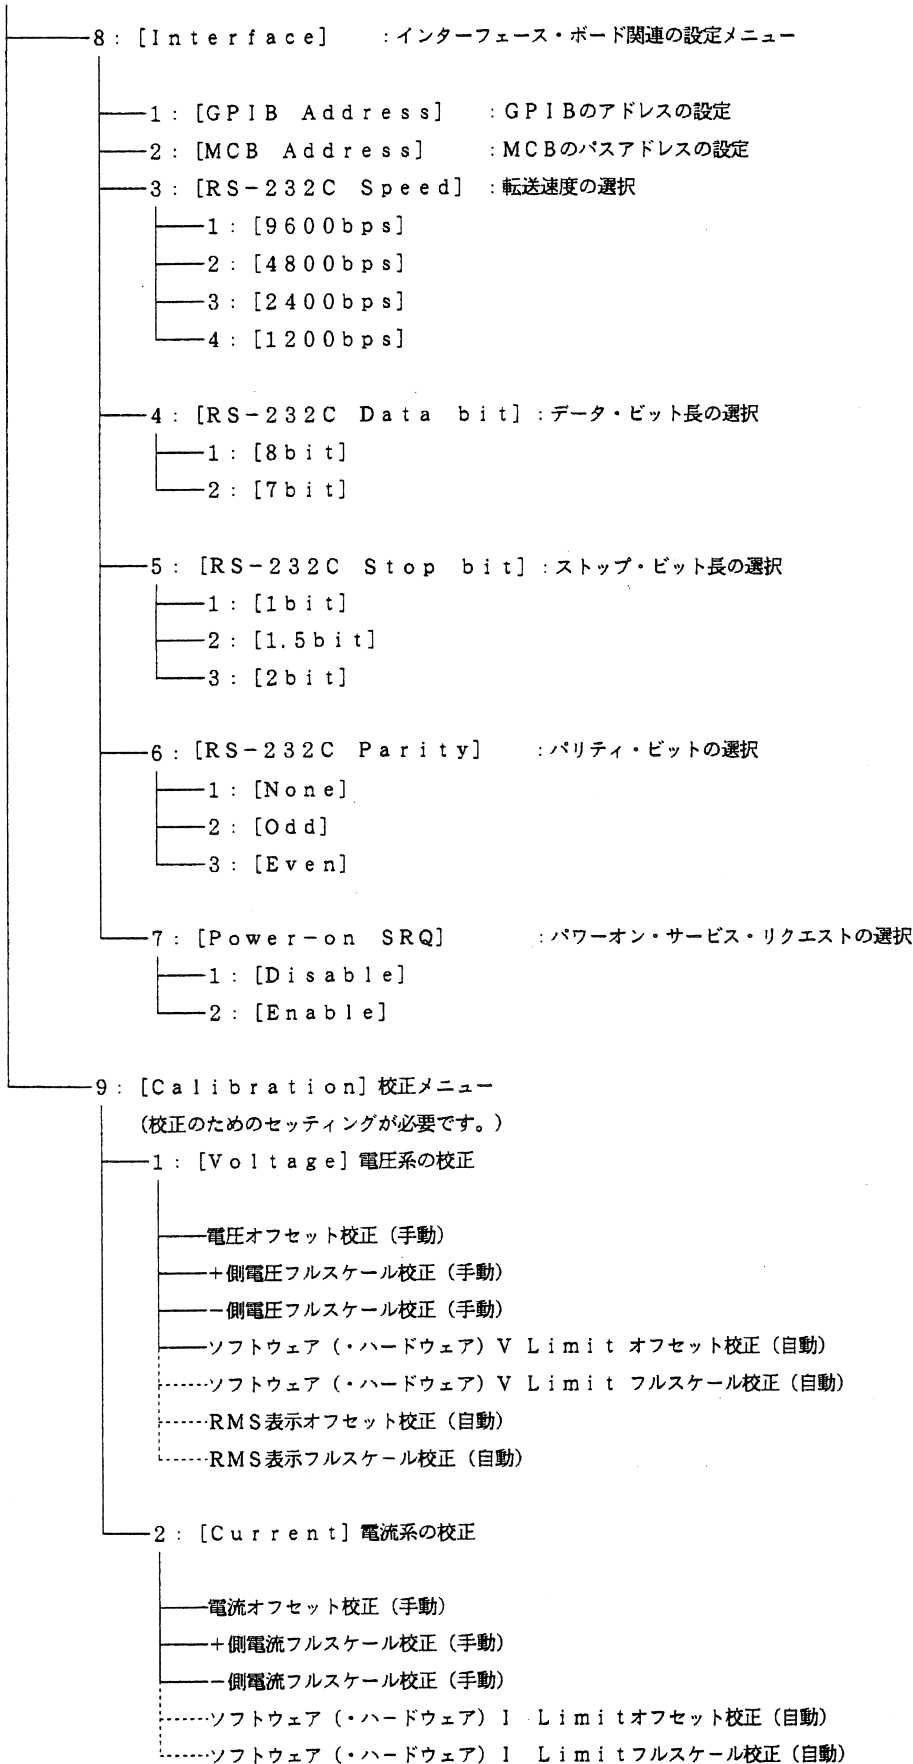 8：[Interface]　：インターフェース・ボード関連の設定メニュー
1：[GPIB Address]　：GPIBのアドレスの設定
2：[MCB Address]　：MCBのバスアドレスの設定
3：[RS-232C Speed]：転送速度の選択
1：[9600bps]
2：[4800bps]
3：[2400bps]
4：[1200bps]
4：[RS-232C Data bit]：データ・ビット長の選択
1：[8bit]
2：[7bit]
5：[RS-232C Stop bit]：ストップ・ビット長の選択
1：[1bit]
2：[1.5bit]
3：[2bit]
6：[RS-232C Parity]　：パリティ・ビットの選択
1：[None]
2：[Odd]
3：[Even]
7：[Power-on SRQ]　：パワーオン・サービス・リクエストの選択
1：[Disable]
2：[Enable]
9：[Calibration]校正メニュー
（校正のためのセッティングが必要です。）
1：[Voltage]電圧系の校正
電圧オフセット校正（手動）
＋側電圧フルスケール校正（手動）
－側電圧フルスケール校正（手動）
ソフトウェア（・ハードウェア）V Limit オフセット校正（自動）
ソフトウェア（・ハードウェア）V Limit フルスケール校正（自動）
RMS表示オフセット校正（自動）
RMS表示フルスケール校正（自動）
2：[Current]電流系の校正
電流オフセット校正（手動）
＋側電流フルスケール校正（手動）
－側電流フルスケール校正（手動）
ソフトウェア（・ハードウェア）I Limitオフセット校正（自動）
ソフトウェア（・ハードウェア）I Limitフルスケール校正（自動）